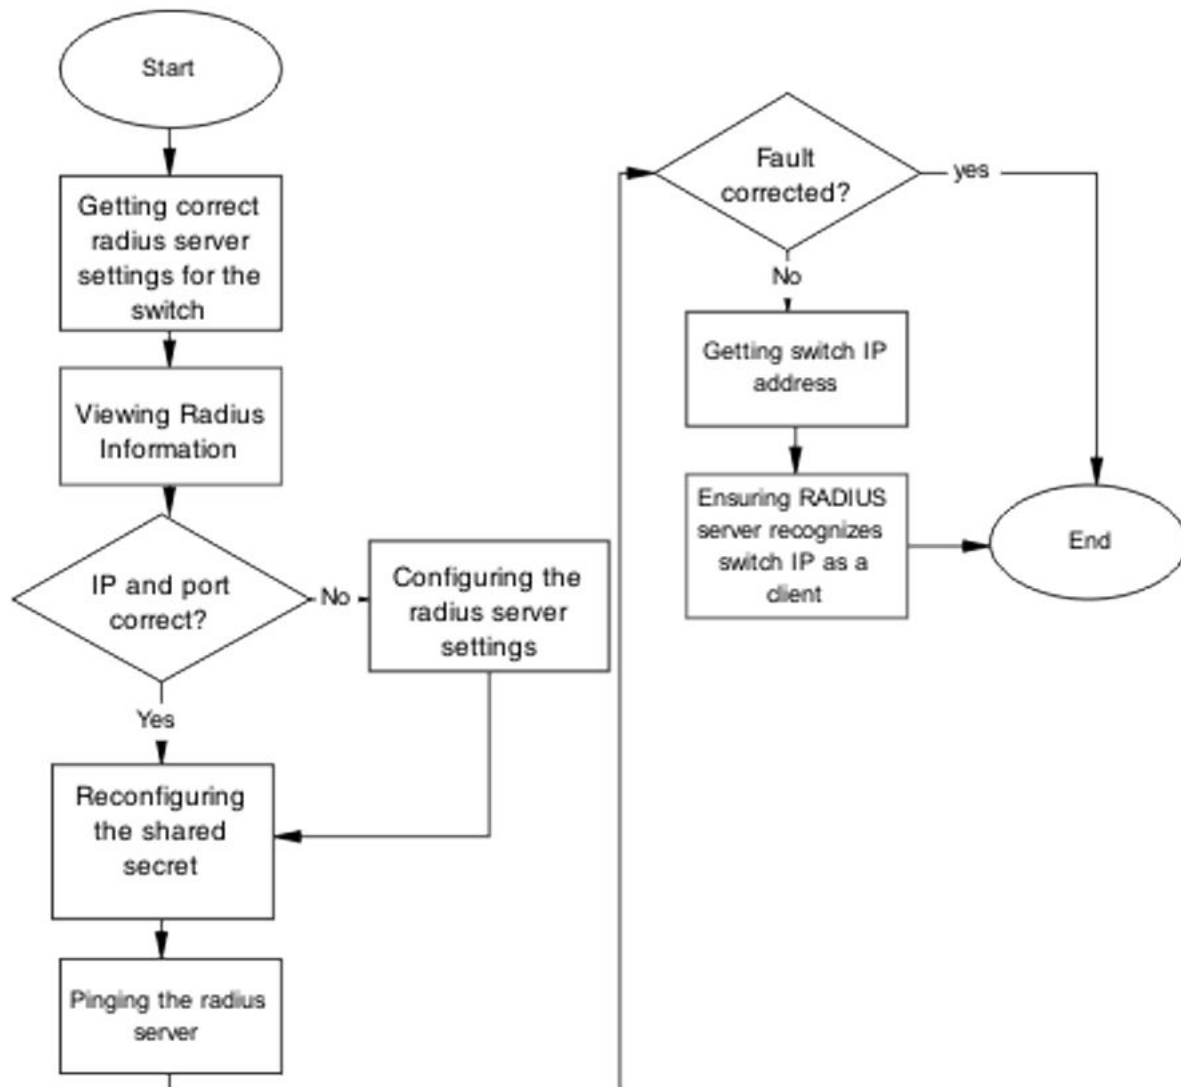 Start
Getting correct
radius server
settings for the
switch
Viewing Radius
Information
IP and port
correct?
No
Configuring the
radius server
settings
Yes
Reconfiguring
the shared
secret
Pinging the radius
server
Fault
corrected?
yes
No
Getting switch IP
address
Ensuring RADIUS
server recognizes
switch IP as a
client
End